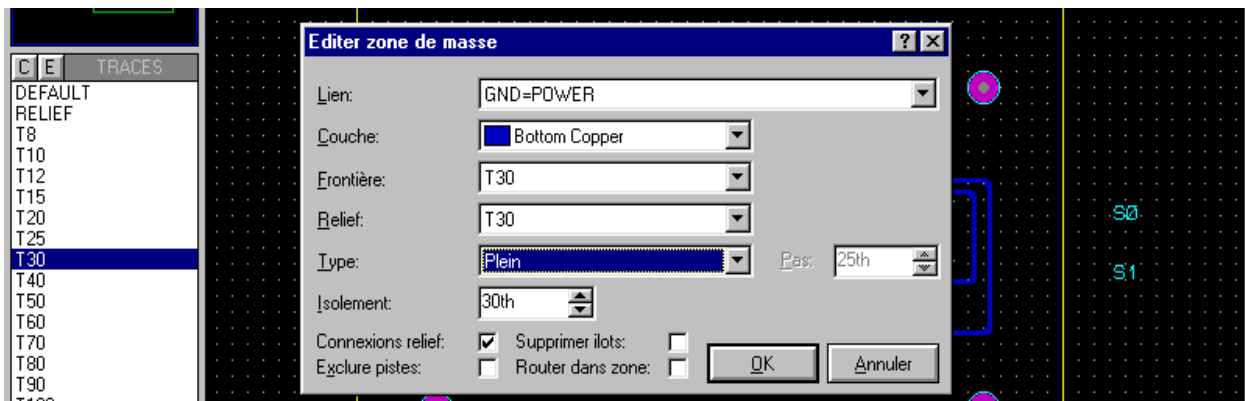 Editer zone de masse
C E TRACES
DEFAULT
RELIEF
T8
T10
T12
T15
T20
T25
T30
T40
T50
T60
T70
T80
T90
Lien: GND=POWER
Couche: Bottom Copper
Frontière: T30
Relief: T30
Type: Plein Pas: 25th
Isolement: 30th
Connexions relief: Supprimer ilots:
Exclure pistes: Router dans zone:
OK Annuler
SØ
S1